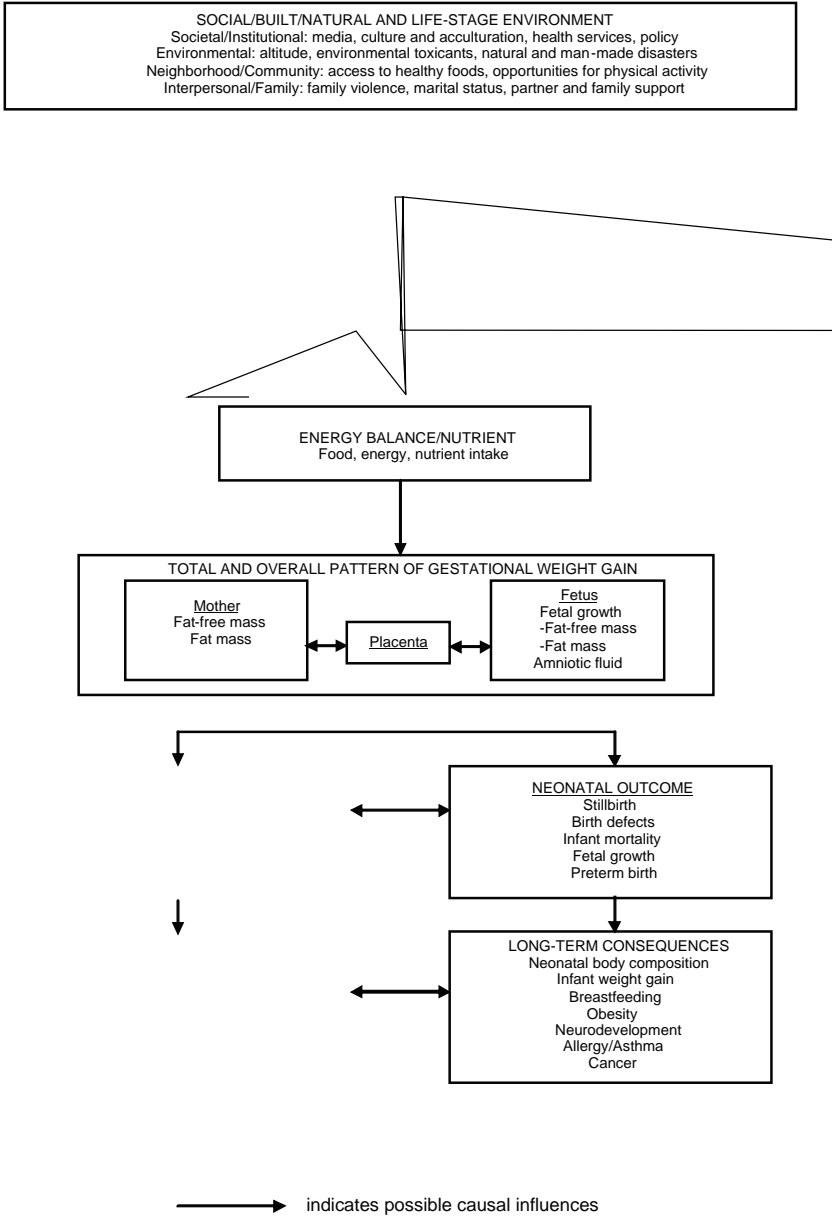 SOCIAL/BUILT/NATURAL AND LIFE-STAGE ENVIRONMENT
Societal/Institutional: media, culture and acculturation, health services, policy
Environmental: altitude, environmental toxicants, natural and man-made disasters
Neighborhood/Community: access to healthy foods, opportunities for physical activity
Interpersonal/Family: family violence, marital status, partner and family support
ENERGY BALANCE/NUTRIENT
Food, energy, nutrient intake
TOTAL AND OVERALL PATTERN OF GESTATIONAL WEIGHT GAIN
Mother
Fat-free mass
Fat mass
Placenta
Fetus
Fetal growth
-Fat-free mass
-Fat mass
Amniotic fluid
NEONATAL OUTCOME
Stillbirth
Birth defects
Infant mortality
Fetal growth
Preterm birth
LONG-TERM CONSEQUENCES
Neonatal body composition
Infant weight gain
Breastfeeding
Obesity
Neurodevelopment
Allergy/Asthma
Cancer
indicates possible causal influences